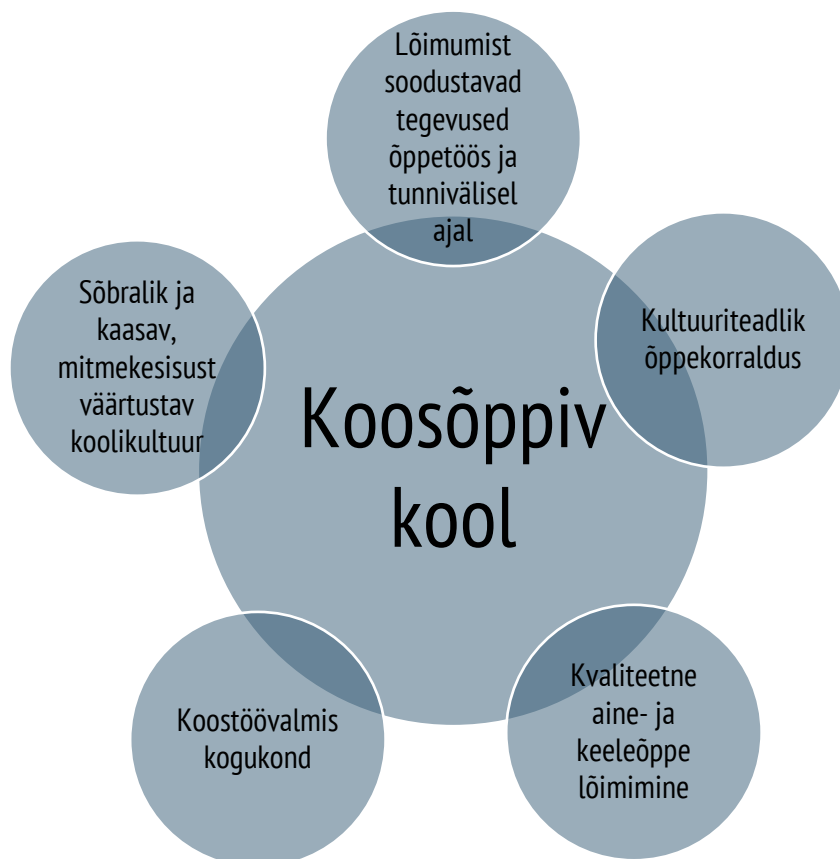 Lõimumist
soodustavad
tegevused
õppetöös ja
tunnivälisel
ajal
Sõbralik ja
kaasav,
mitmekesisust
väärtustav
koolikultuur
Kultuuriteadlik
õppekorraldus
Koosõppiv
kool
Koostöövalmis
kogukond
Kvaliteetne
aine- ja
keeleõppe
lõimimine